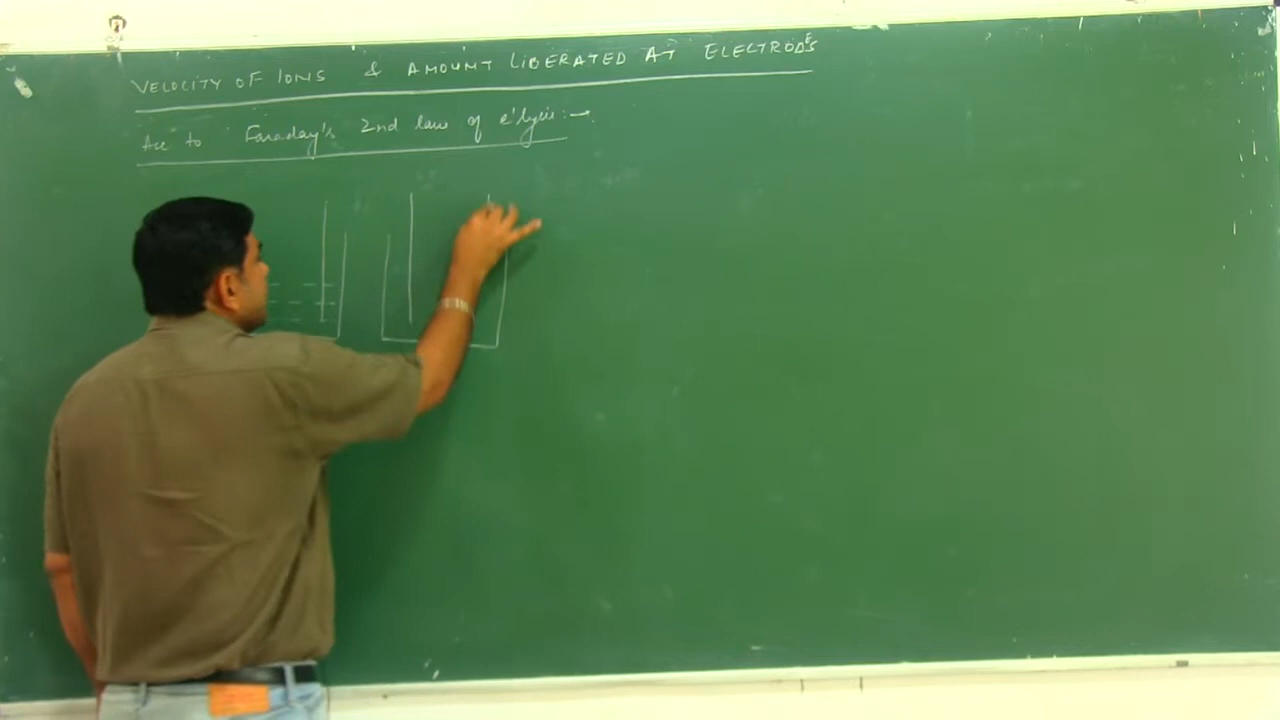 VELOCITY OF IONS & AMOUNT LIBERATED AT ELECTRODES
Acc to Faraday's 2nd law of e'lysis:→